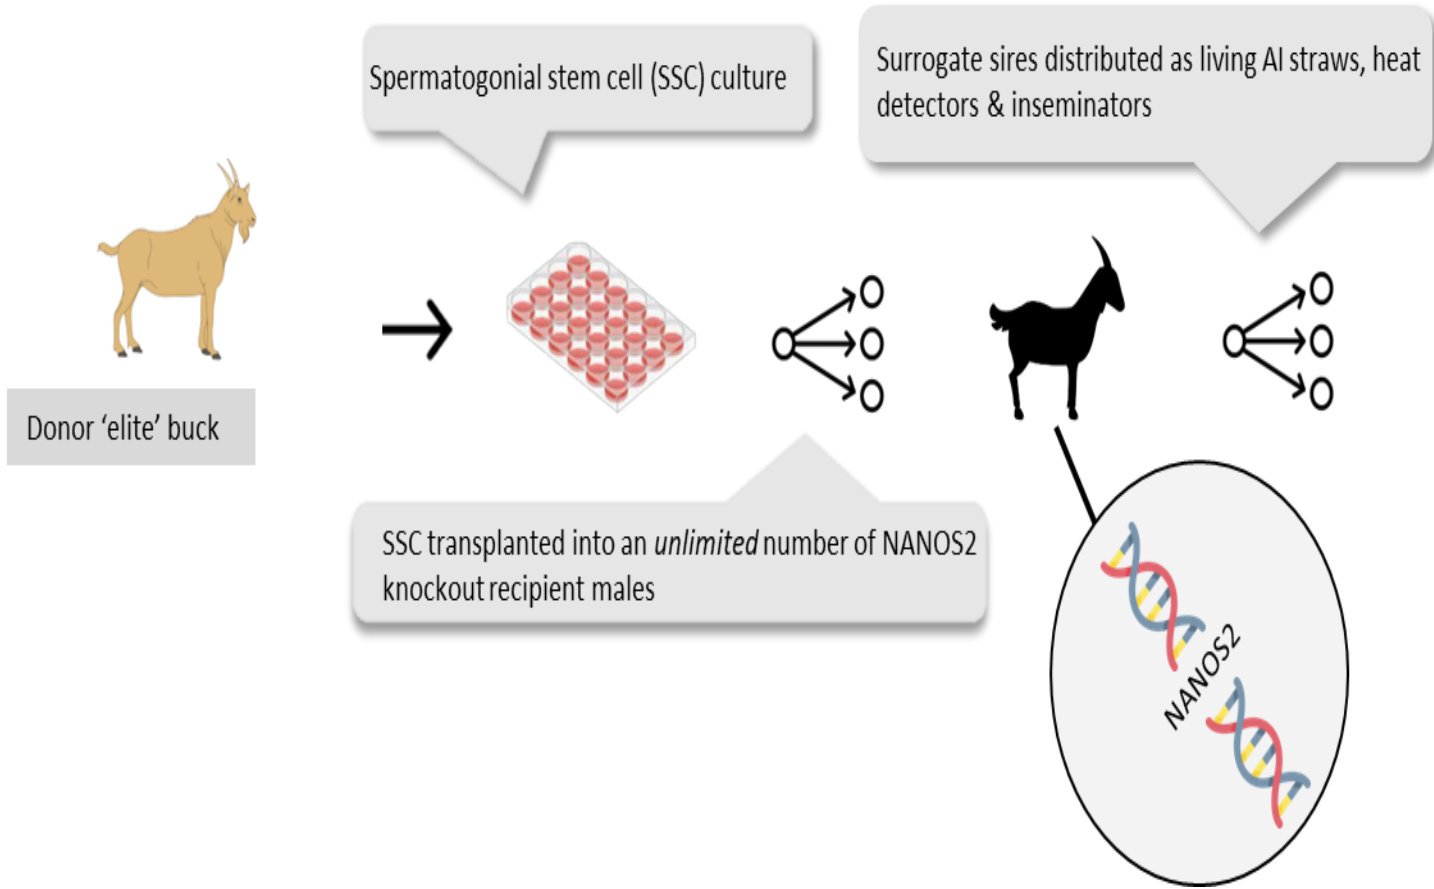 Spermatogonial stem cell (SSC) culture
Surrogate sires distributed as living AI straws, heat
detectors & inseminators
Donor ‘elite’ buck
SSC transplanted into an unlimited number of NANOS2
knockout recipient males
NANOS2